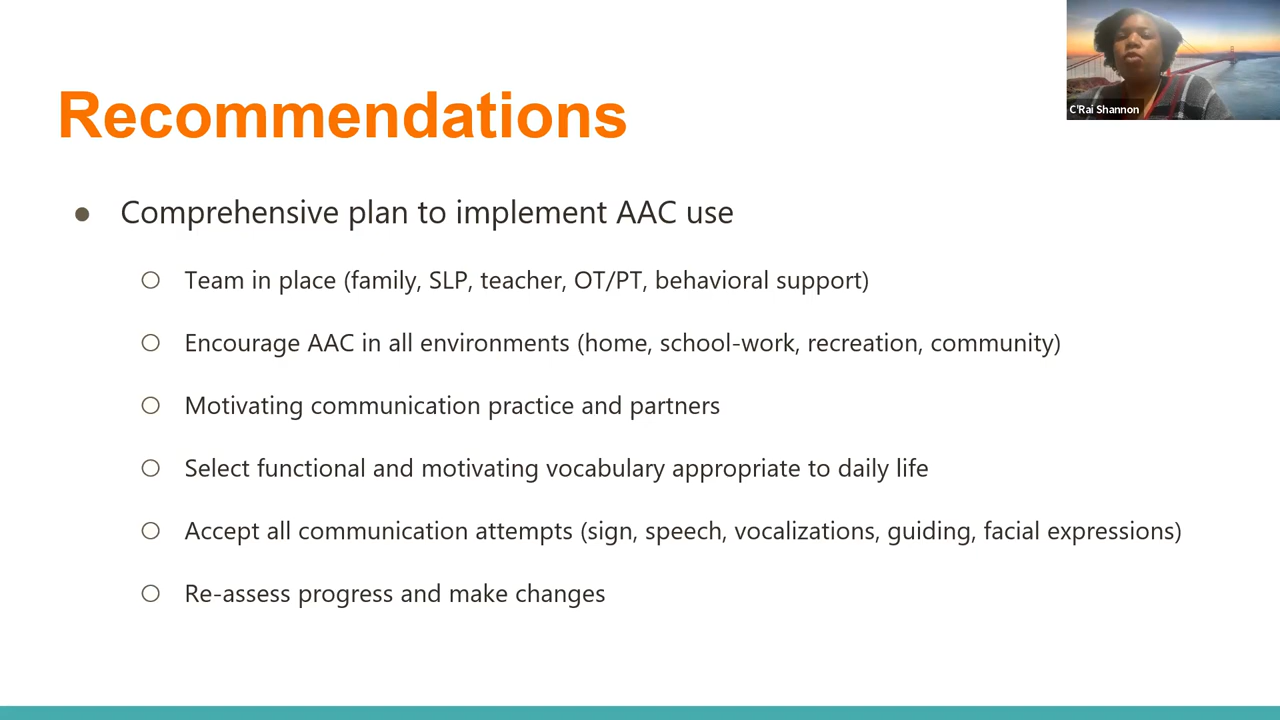 C'Rai Shannon
Recommendations
● Comprehensive plan to implement AAC use
○ Team in place (family, SLP, teacher, OT/PT, behavioral support)
○ Encourage AAC in all environments (home, school-work, recreation, community)
○ Motivating communication practice and partners
○ Select functional and motivating vocabulary appropriate to daily life
○ Accept all communication attempts (sign, speech, vocalizations, guiding, facial expressions)
○ Re-assess progress and make changes